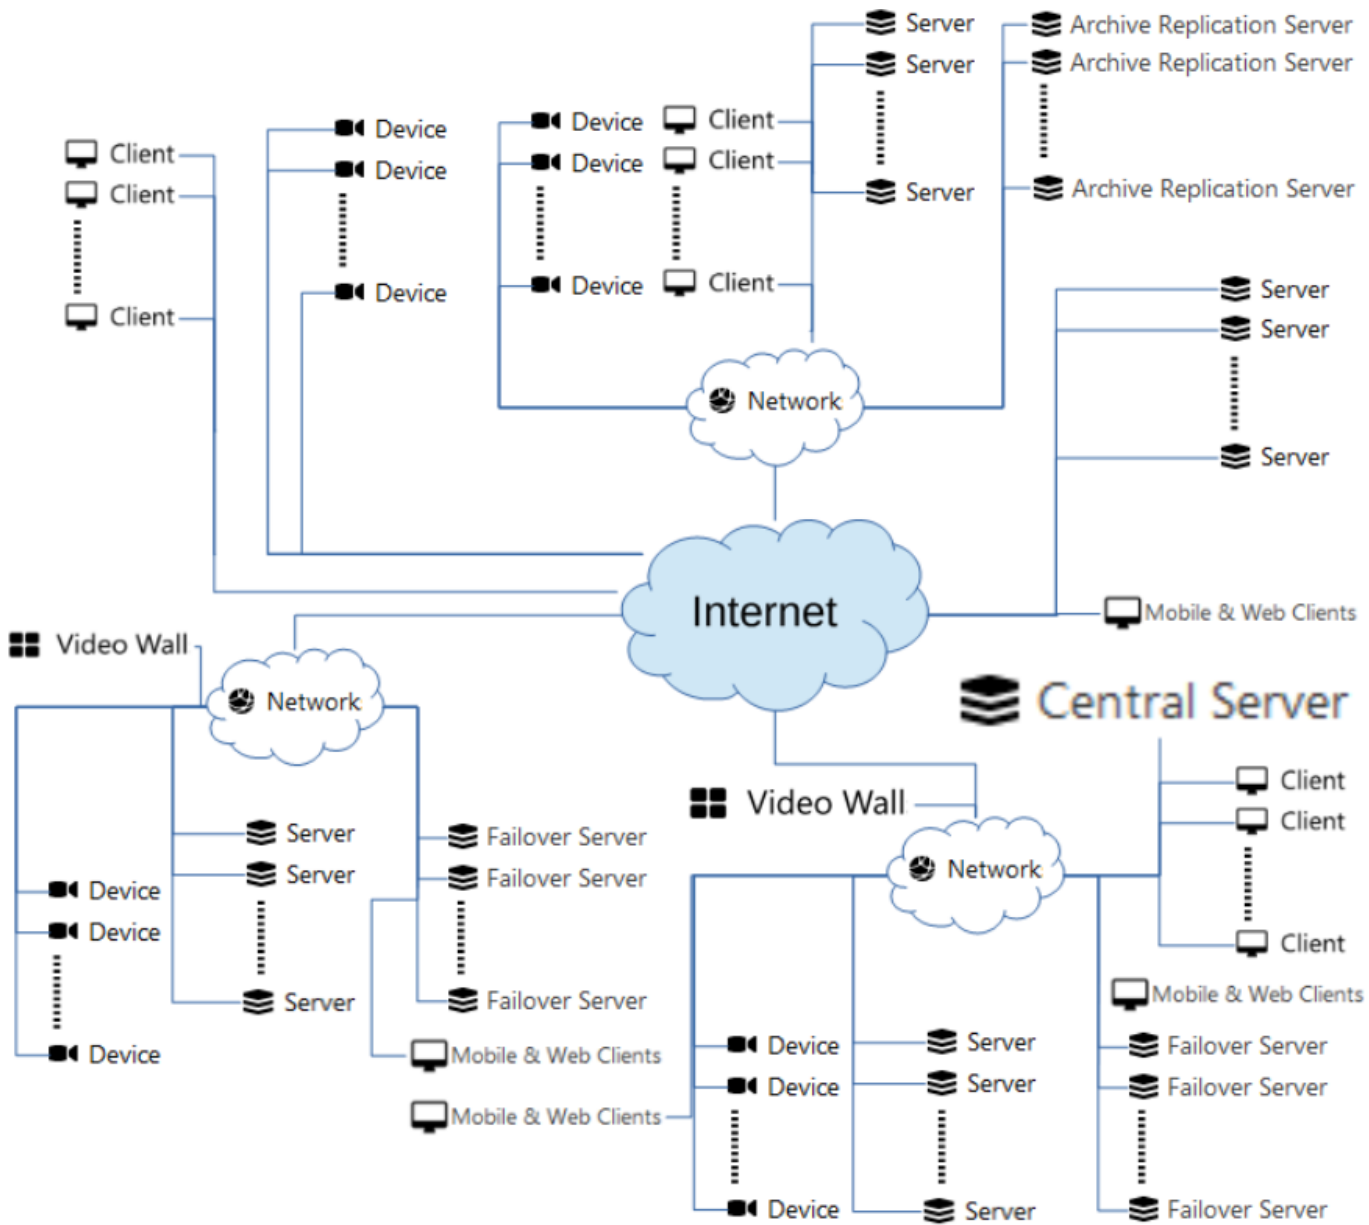 Server
Archive Replication Server
Server
Archive Replication Server
Device
Device
Client
Client
Device
Device
Client
Client
Server
Archive Replication Server
Client
Device
Device
Client
Client
Server
Server
Network
Server
Internet
Mobile & Web Clients
Video Wall
Network
Central Server
Client
Video Wall
Client
Server
Failover Server
Network
Server
Failover Server
Device
Device
Client
Server
Failover Server
Mobile & Web Clients
Device
Mobile & Web Clients
Device
Server
Failover Server
Device
Server
Failover Server
Mobile & Web Clients
Device
Server
Failover Server